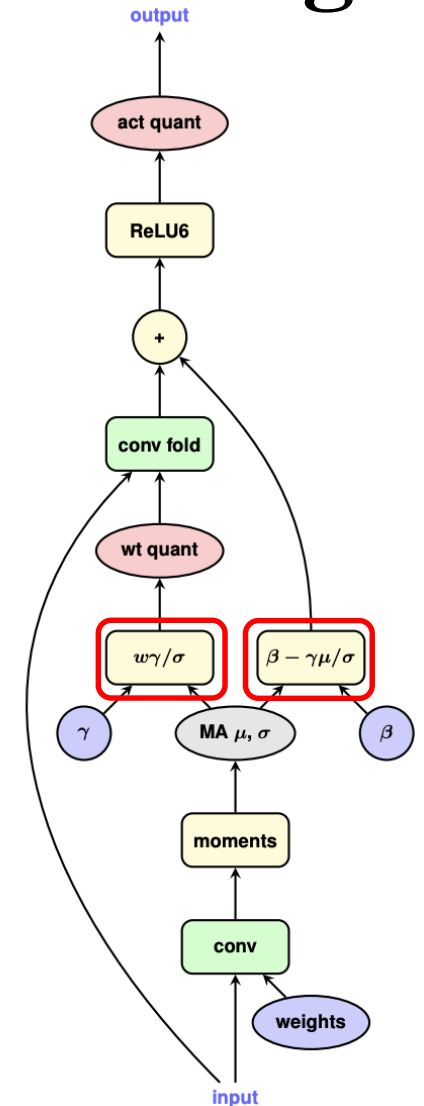 output
act quant
ReLU6
+
conv fold
wt quant
wγ/σ
β − γμ/σ
γ
MA μ, σ
β
moments
conv
weights
input